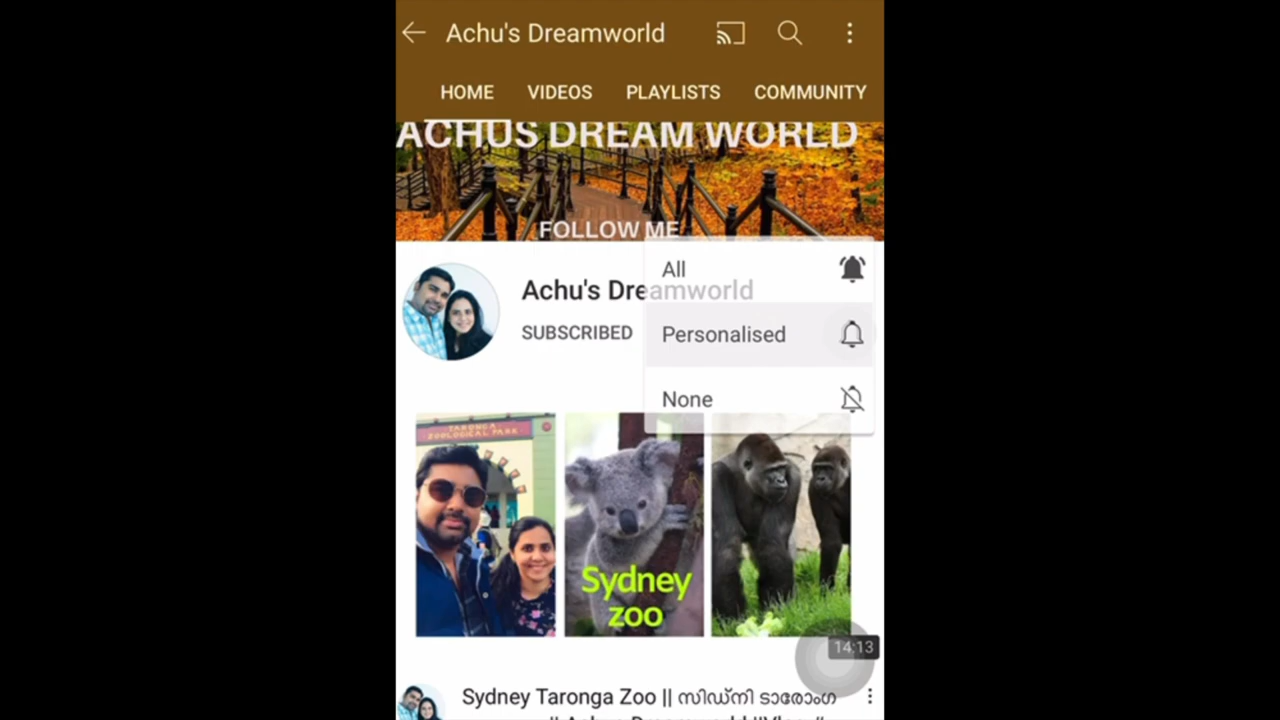 Achu's Dreamworld
HOME VIDEOS PLAYLISTS COMMUNITY
ACHUS DREAM WORLD
FOLLOW ME
All
Achu's Dreamworld
SUBSCRIBED
Personalised
None
TARONGA
ZOOLOGICAL PARK
Sydney
zoo
14:13
Sydney Taronga Zoo || സിഡ്നി ടാരോംഗ